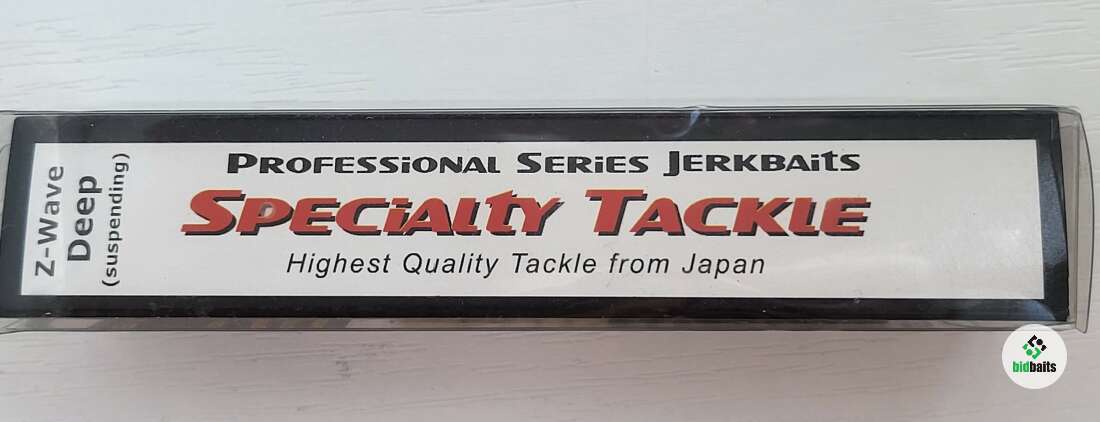 Z-Wave
Deep
(suspending)
PROFESSiONAL SERiES JERKBAitS
SPECiAltY TACKLE
Highest Quality Tackle from Japan
bidbaits